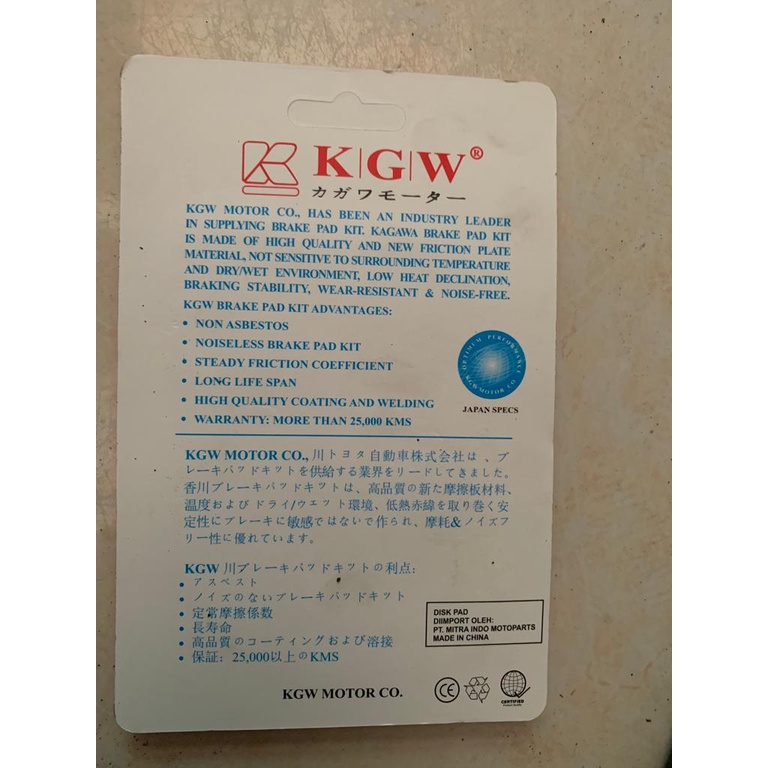 K|G|W®
カガワモーター
KGW MOTOR CO., HAS BEEN AN INDUSTRY LEADER
IN SUPPLYING BRAKE PAD KIT. KAGAWA BRAKE PAD KIT
IS MADE OF HIGH QUALITY AND NEW FRICTION PLATE
MATERIAL, NOT SENSITIVE TO SURROUNDING TEMPERATURE
AND DRY/WET ENVIRONMENT, LOW HEAT DECLINATION,
BRAKING STABILITY, WEAR-RESISTANT & NOISE-FREE.
KGW BRAKE PAD KIT ADVANTAGES:
• NON ASBESTOS
• NOISELESS BRAKE PAD KIT
• STEADY FRICTION COEFFICIENT
• LONG LIFE SPAN
• HIGH QUALITY COATING AND WELDING
• WARRANTY: MORE THAN 25,000 KMS
OPTIMUM PERFORMANCE
KGW MOTOR CO.
JAPAN SPECS
KGW MOTOR CO., 川トヨタ自動車株式会社は 、ブ
レーキパッドキットを供給する業界をリードしてきました。
香川ブレーキパッドキットは、高品質の新た摩擦板材料、
温度および ドライ/ウェット環境、低熱赤緯を取り巻く安
定性にブレーキに敏感ではないで作られ、摩耗&ノイズフ
リー性に優れています。
KGW 川ブレーキパッドキットの利点:
• アスベスト
• ノイズのないブレーキパッドキット
• 定常摩擦係数
• 長寿命
• 高品質のコーティングおよび溶接
• 保証: 25,000以上のKMS
DISK PAD
DIIMPORT OLEH:
PT. MITRA INDO MOTOPARTS
MADE IN CHINA
KGW MOTOR CO.
CE
CERTIFIED